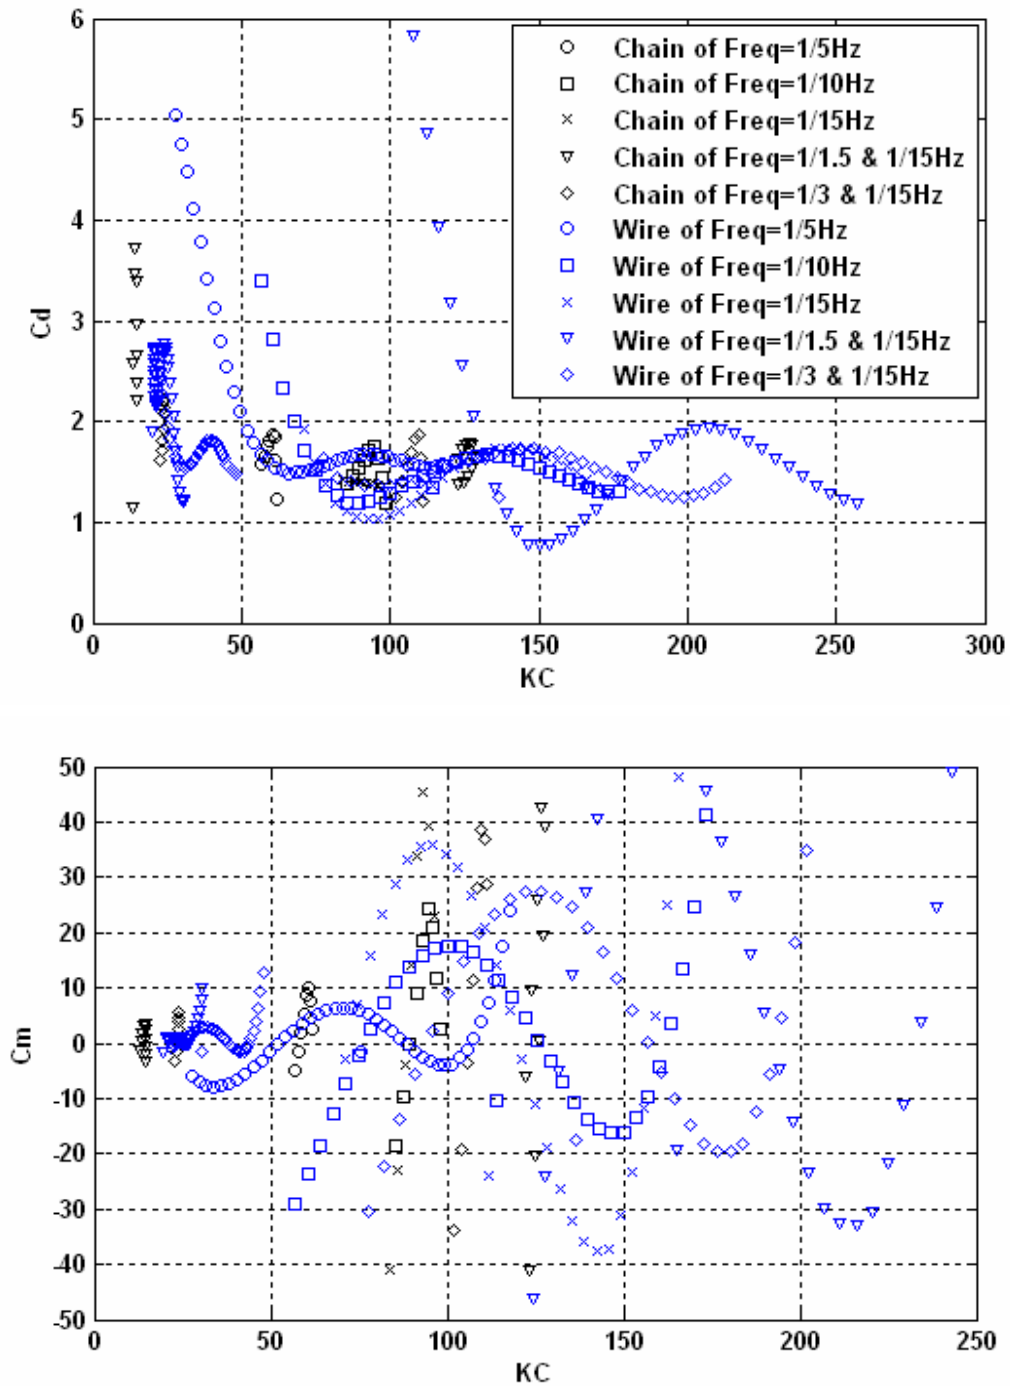 6
5
4
3
2
1
0
Cd
0 50 100 150 200 250 300
KC
Chain of Freq=1/5Hz
Chain of Freq=1/10Hz
Chain of Freq=1/15Hz
Chain of Freq=1/1.5 & 1/15Hz
Chain of Freq=1/3 & 1/15Hz
Wire of Freq=1/5Hz
Wire of Freq=1/10Hz
Wire of Freq=1/15Hz
Wire of Freq=1/1.5 & 1/15Hz
Wire of Freq=1/3 & 1/15Hz
50
40
30
20
10
0
-10
-20
-30
-40
-50
Cm
0 50 100 150 200 250
KC